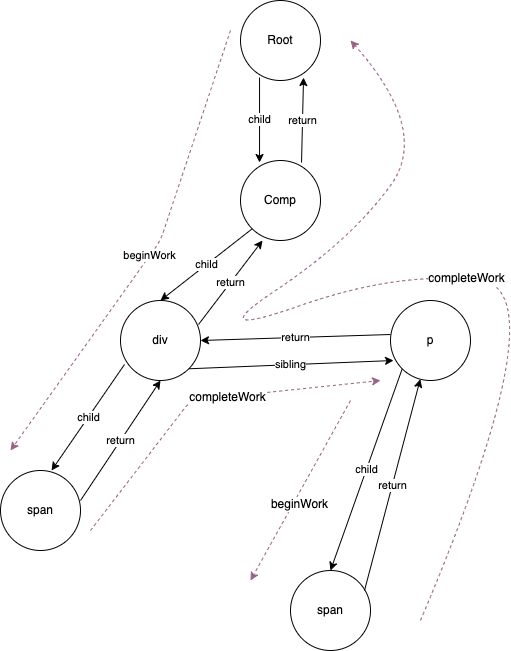 Root
child
return
Comp
beginWork
child
return
completeWork
div
return
p
sibling
completeWork
child
return
child
return
beginWork
span
span